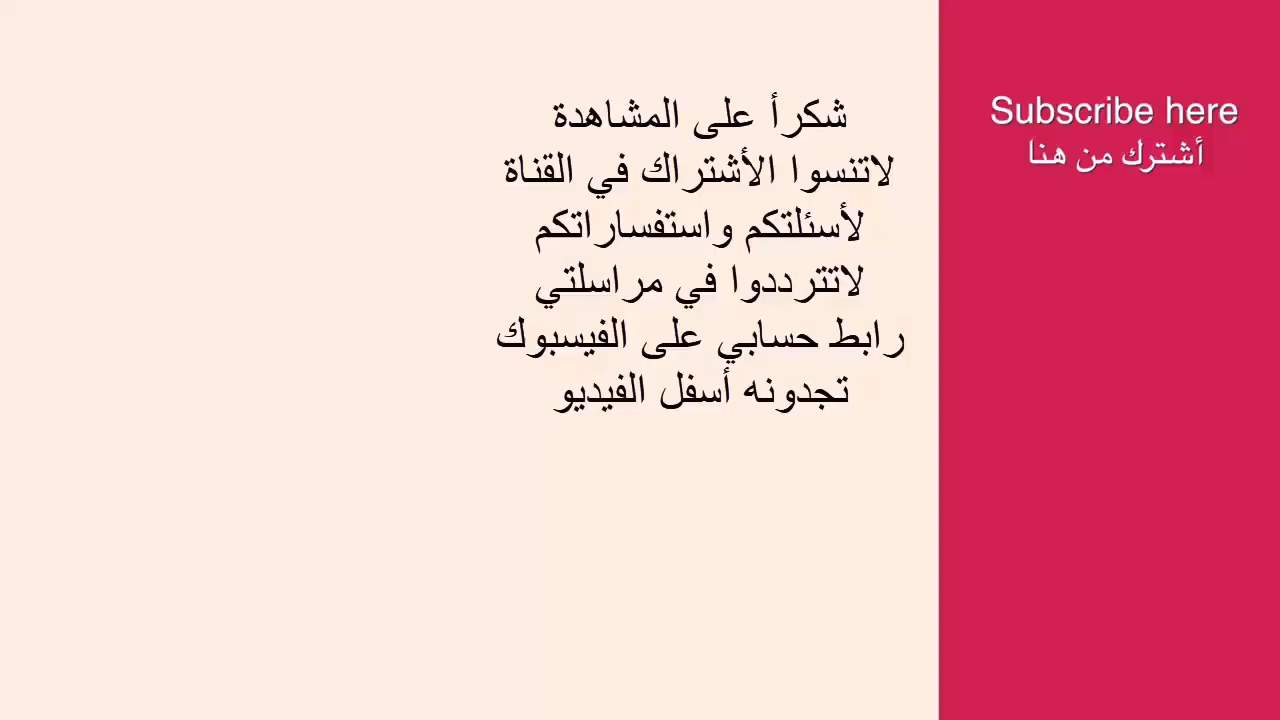 شكرأ على المشاهدة
لاتنسوا الأشتراك في القناة
لأسئلتكم واستفساراتكم
لاتترددوا في مراسلتي
رابط حسابي على الفيسبوك
تجدونه أسفل الفيديو
Subscribe here
أشترك من هنا